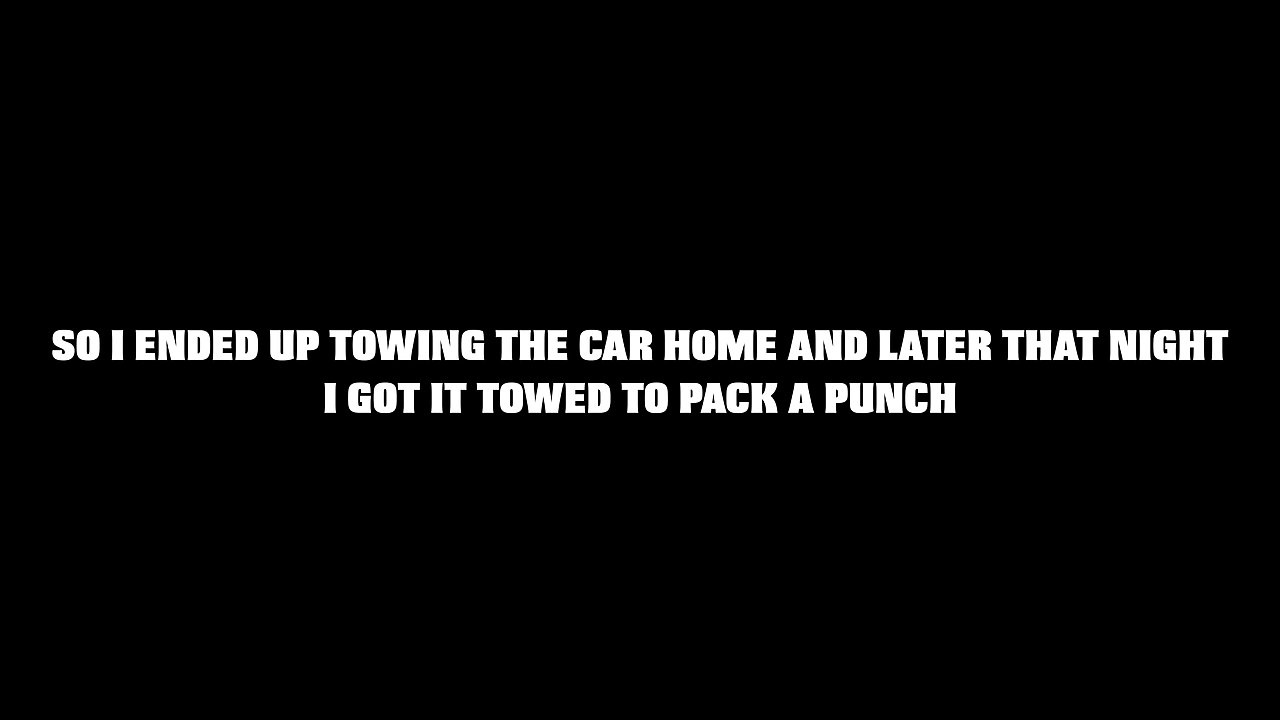 SO I ENDED UP TOWING THE CAR HOME AND LATER THAT NIGHT
I GOT IT TOWED TO PACK A PUNCH